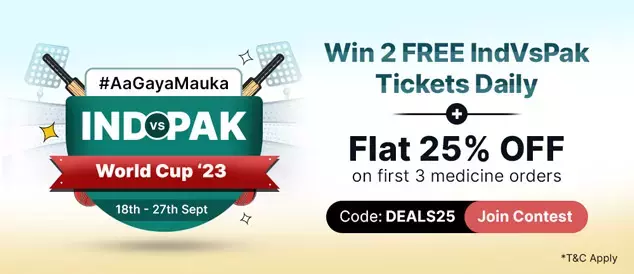 #AaGayaMauka
IND vs PAK
World Cup ‘23
18th - 27th Sept
Win 2 FREE IndVsPak
Tickets Daily
+
Flat 25% OFF
on first 3 medicine orders
Code: DEALS25 Join Contest
*T&C Apply